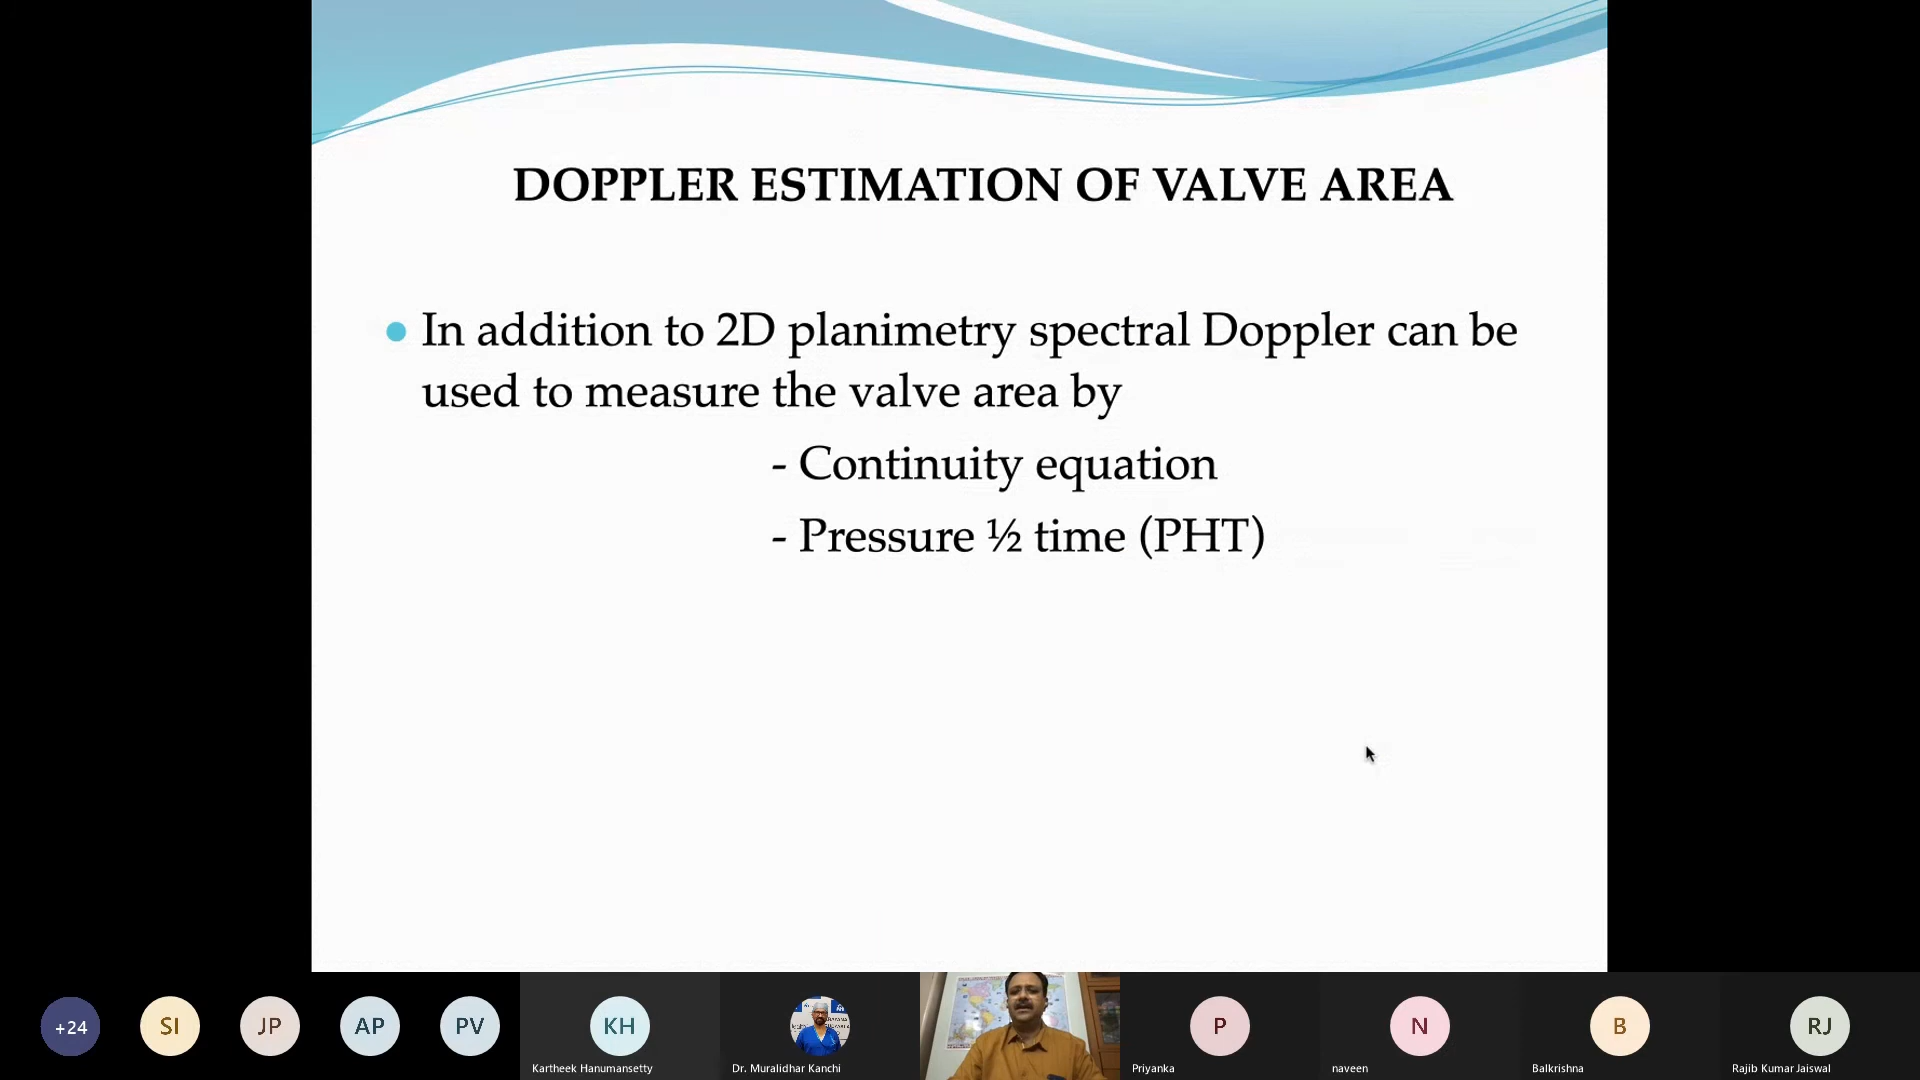 DOPPLER ESTIMATION OF VALVE AREA
In addition to 2D planimetry spectral Doppler can be
used to measure the valve area by
- Continuity equation
- Pressure ½ time (PHT)
+24
SI
JP
AP
PV
KH
P
N
B
RJ
Kartheek Hanumansetty
Dr. Muralidhar Kanchi
Priyanka
naveen
Balkrishna
Rajib Kumar Jaiswal